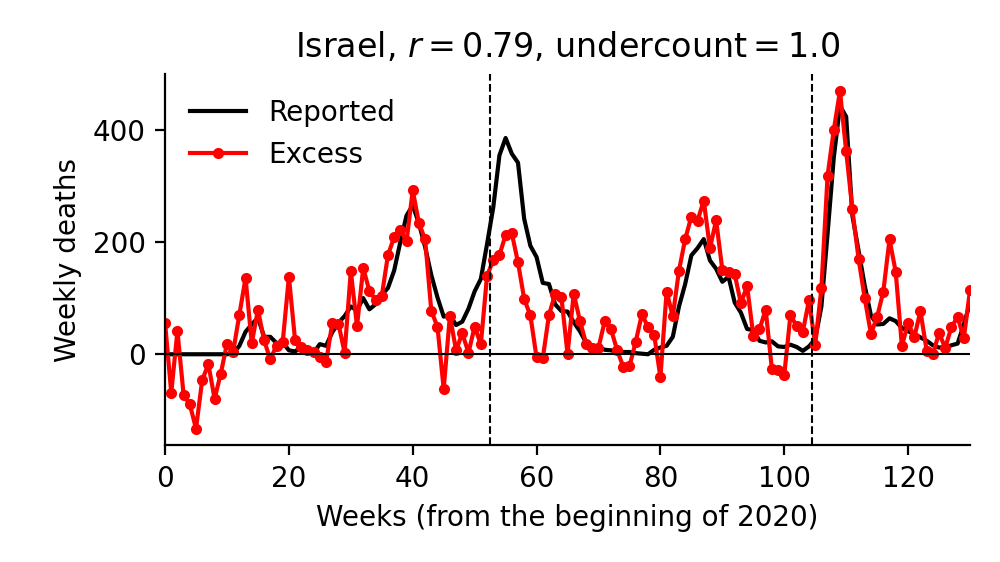 Israel, r = 0.79, undercount = 1.0
Reported
Excess
Weekly deaths
400
200
0
0 20 40 60 80 100 120
Weeks (from the beginning of 2020)